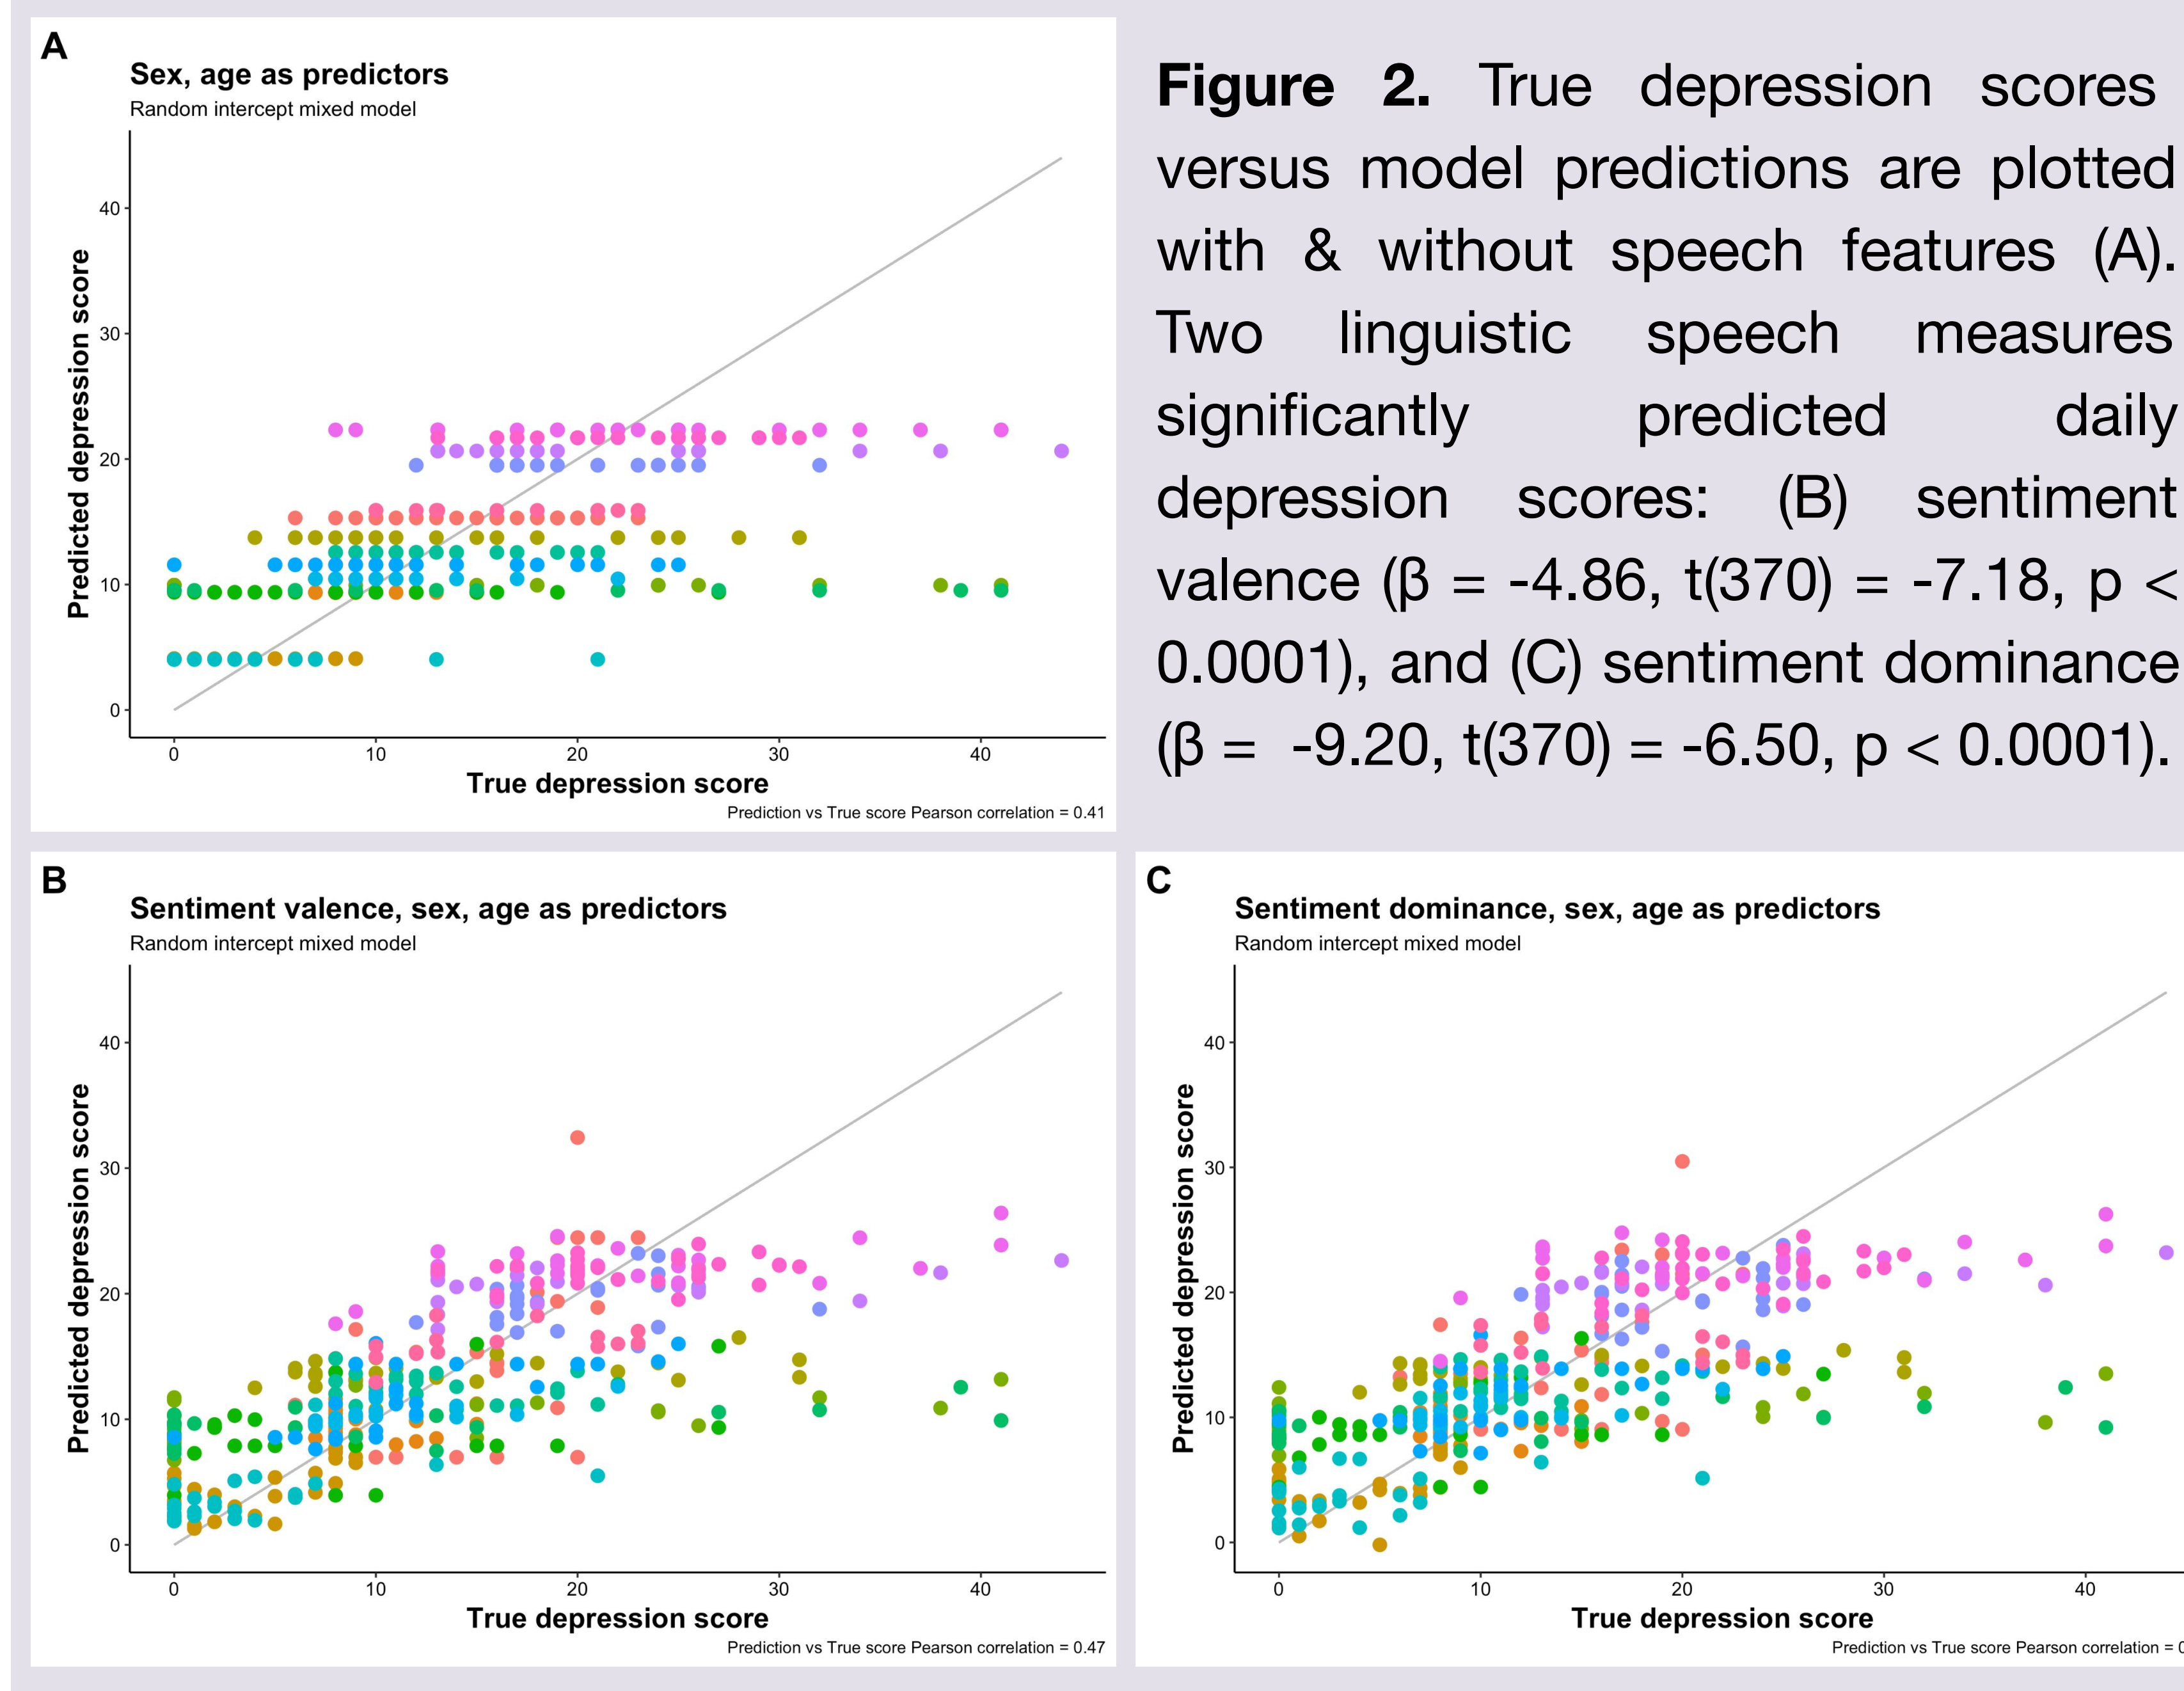 A
Sex, age as predictors
Random intercept mixed model
Predicted depression score
40
30
20
10
0
0 10 20 30 40
True depression score
Prediction vs True score Pearson correlation = 0.41
Figure 2. True depression scores
versus model predictions are plotted
with & without speech features (A).
Two linguistic speech measures
significantly predicted daily
depression scores: (B) sentiment
valence (β = -4.86, t(370) = -7.18, p <
0.0001), and (C) sentiment dominance
(β = -9.20, t(370) = -6.50, p < 0.0001).
B
Sentiment valence, sex, age as predictors
Random intercept mixed model
Predicted depression score
40
30
20
10
0
0 10 20 30 40
True depression score
Prediction vs True score Pearson correlation = 0.47
C
Sentiment dominance, sex, age as predictors
Random intercept mixed model
Predicted depression score
40
30
20
10
0
0 10 20 30 40
True depression score
Prediction vs True score Pearson correlation =